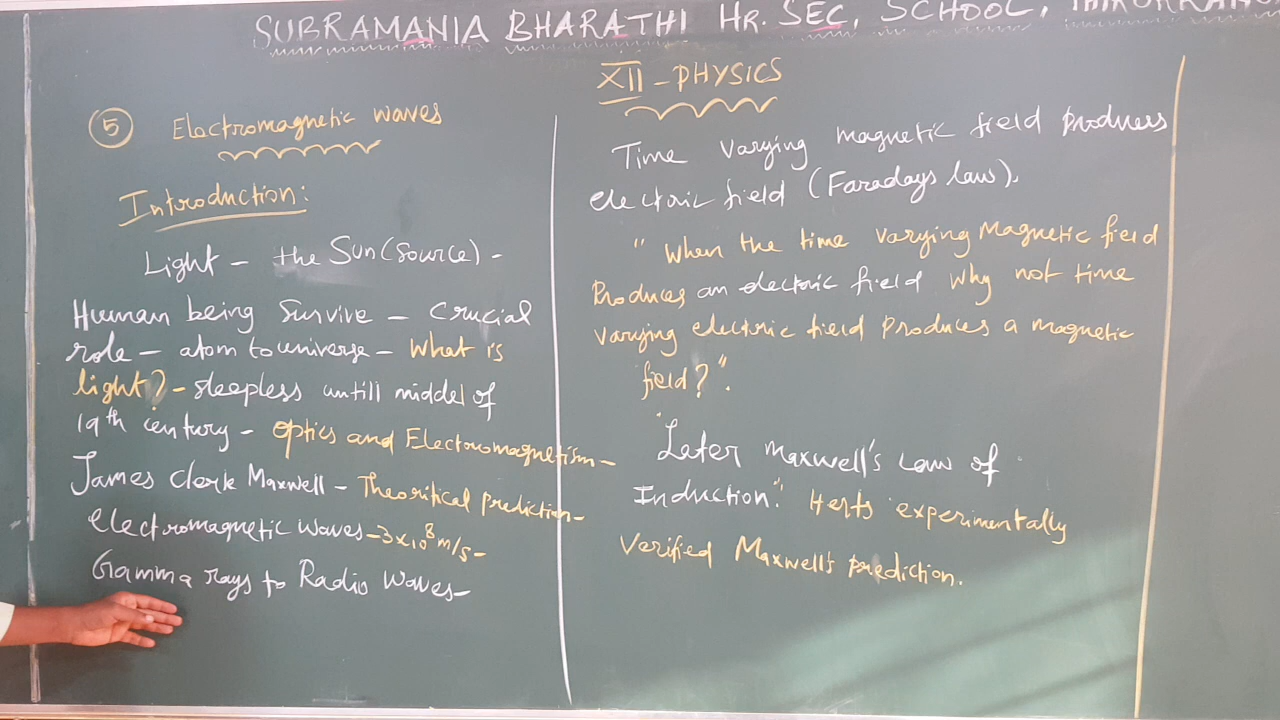 SUBRAMANIA BHARATHI HR. SEC. SCHOOL,
XII - PHYSICS
5 Electromagnetic waves
Introduction:
Light - the Sun (Source) -
Human being Survive - crucial
role - atom to universe - What is
light? - sleepless untill middel of
19th century - optics and Electromagnetism -
James Clerk Maxwell - Theoritical prediction -
electromagnetic waves - 3x10⁸ m/s -
Gamma rays to Radio Waves -
Time varying magnetic field produces
electric field (Faradays law).
" When the time varying Magnetic field
Produces an electric field why not time
varying electric field produces a magnetic
field? ".
"Later Maxwell's Law of
Induction." Herts experimentally
Verified Maxwell's prediction.